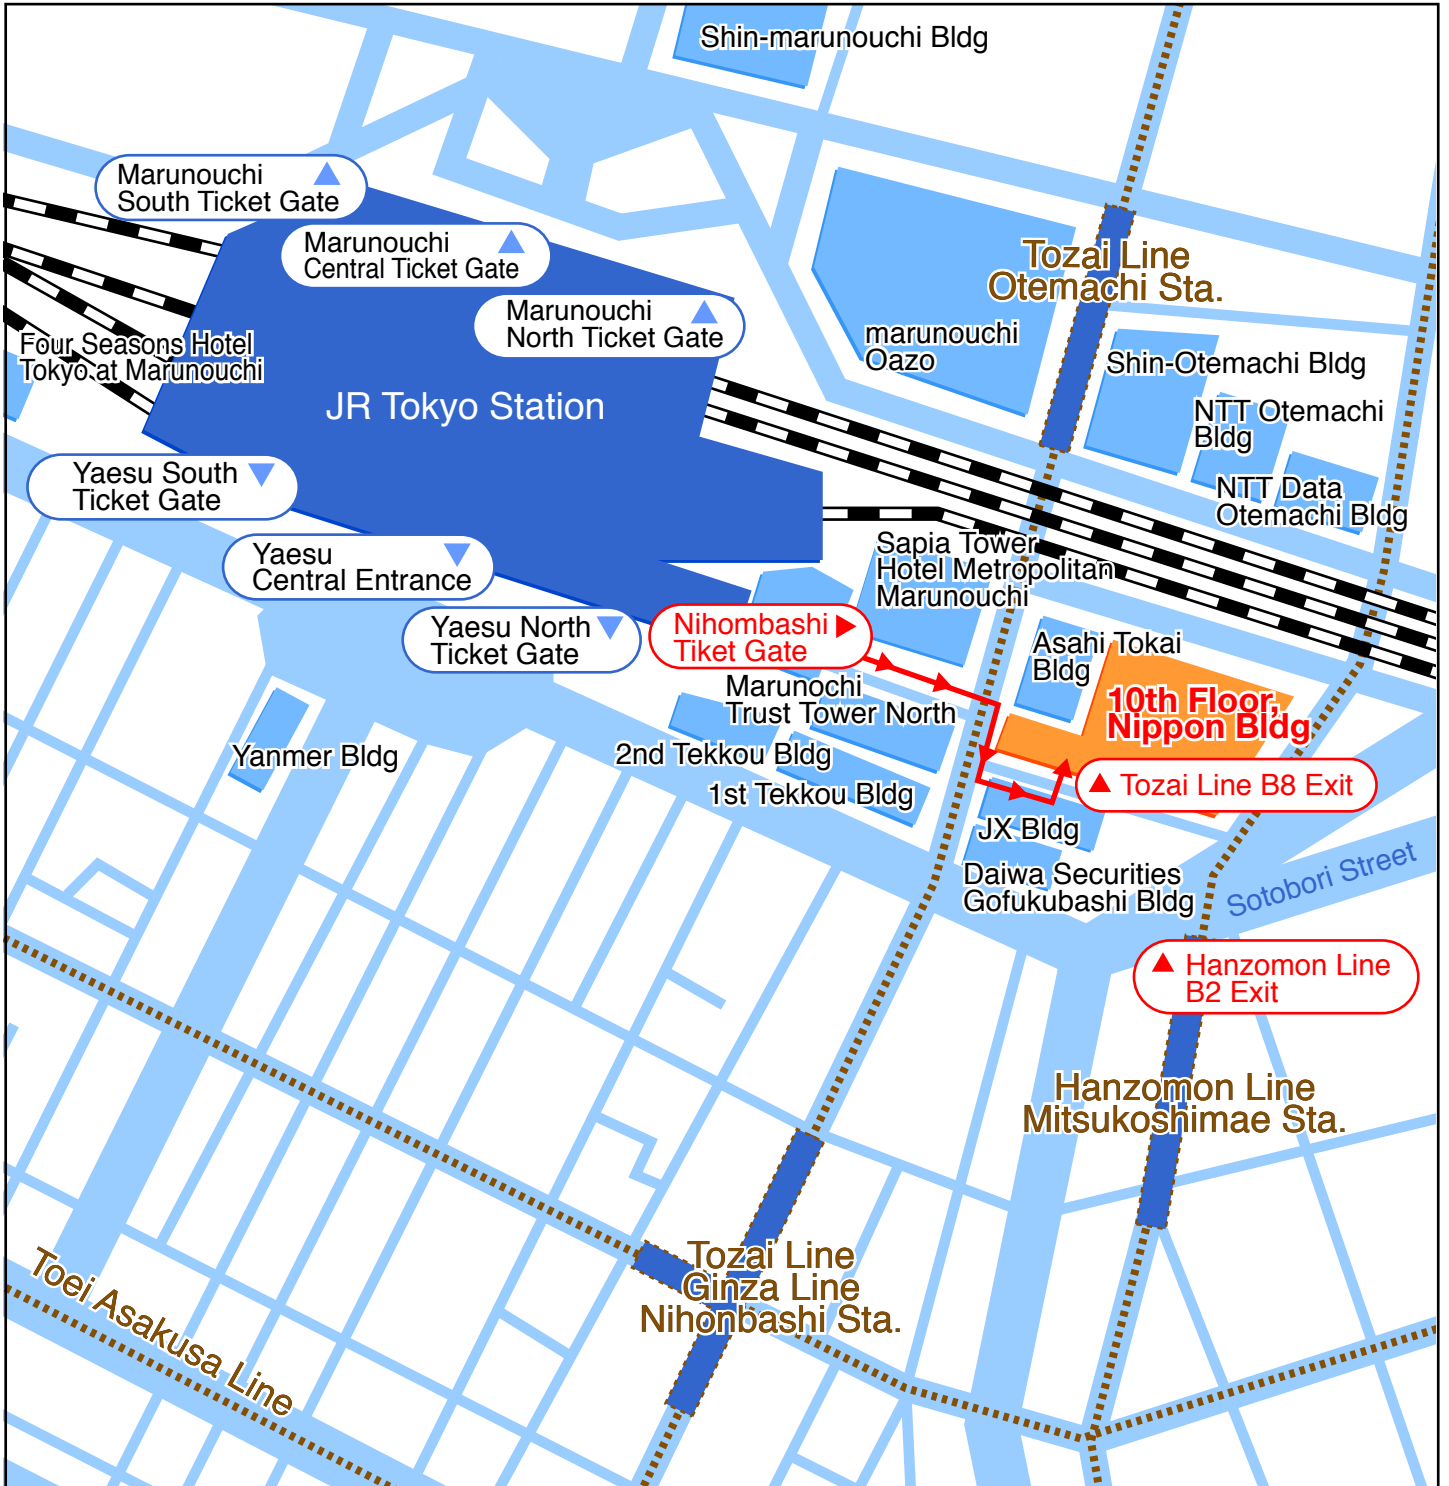 Shin-marunouchi Bldg
Marunouchi
South Ticket Gate
Marunouchi
Central Ticket Gate
Marunouchi
North Ticket Gate
Tozai Line
Otemachi Sta.
marunouchi
Oazo
Four Seasons Hotel
Tokyo at Marunouchi
JR Tokyo Station
Shin-Otemachi Bldg
NTT Otemachi
Bldg
NTT Data
Otemachi Bldg
Yaesu South
Ticket Gate
Yaesu
Central Entrance
Yaesu North
Ticket Gate
Sapia Tower
Hotel Metropolitan
Marunouchi
Nihombashi
Tiket Gate
Asahi Tokai
Bldg
Marunochi
Trust Tower North
10th Floor,
Nippon Bldg
Yanmer Bldg
2nd Tekkou Bldg
1st Tekkou Bldg
Tozai Line B8 Exit
JX Bldg
Daiwa Securities
Gofukubashi Bldg
Sotobori Street
Hanzomon Line
B2 Exit
Hanzomon Line
Mitsukoshimae Sta.
Tozai Line
Ginza Line
Nihonbashi Sta.
Toei Asakusa Line